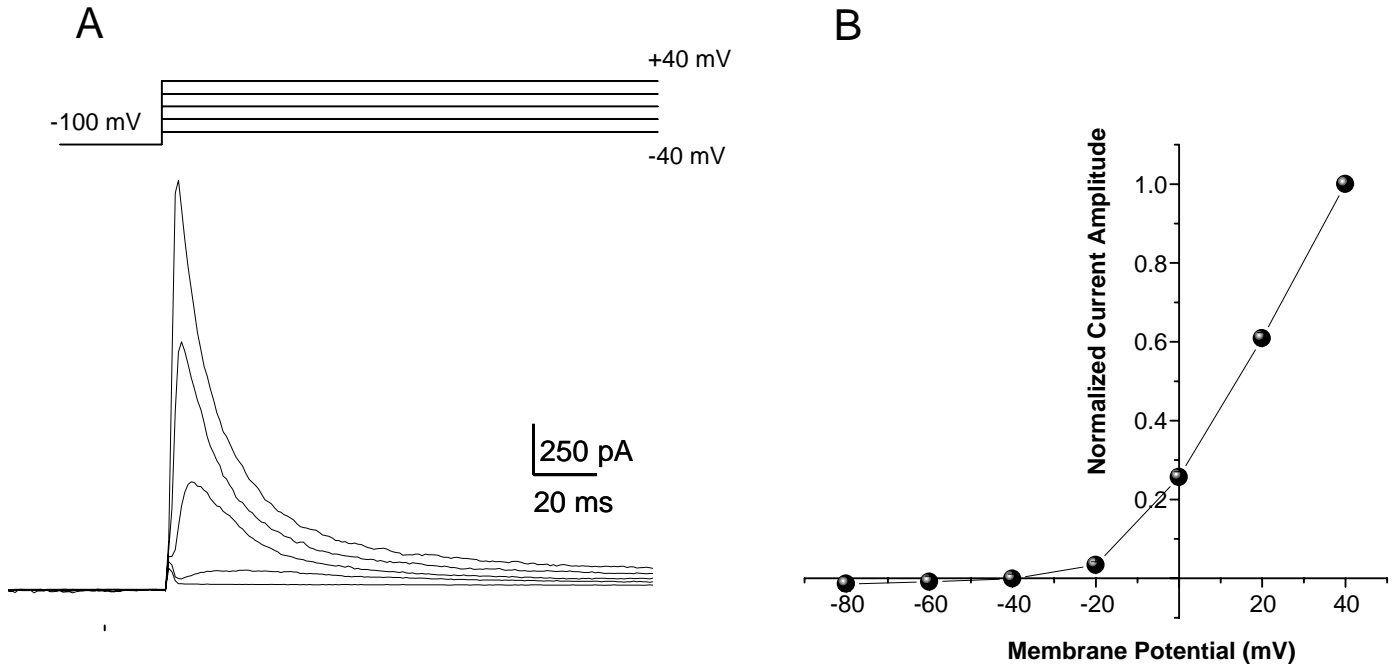 A
+40 mV
-100 mV
-40 mV
250 pA
20 ms
B
Normalized Current Amplitude
1.0
0.8
0.6
0.4
0.2
-80 -60 -40 -20 20 40
Membrane Potential (mV)